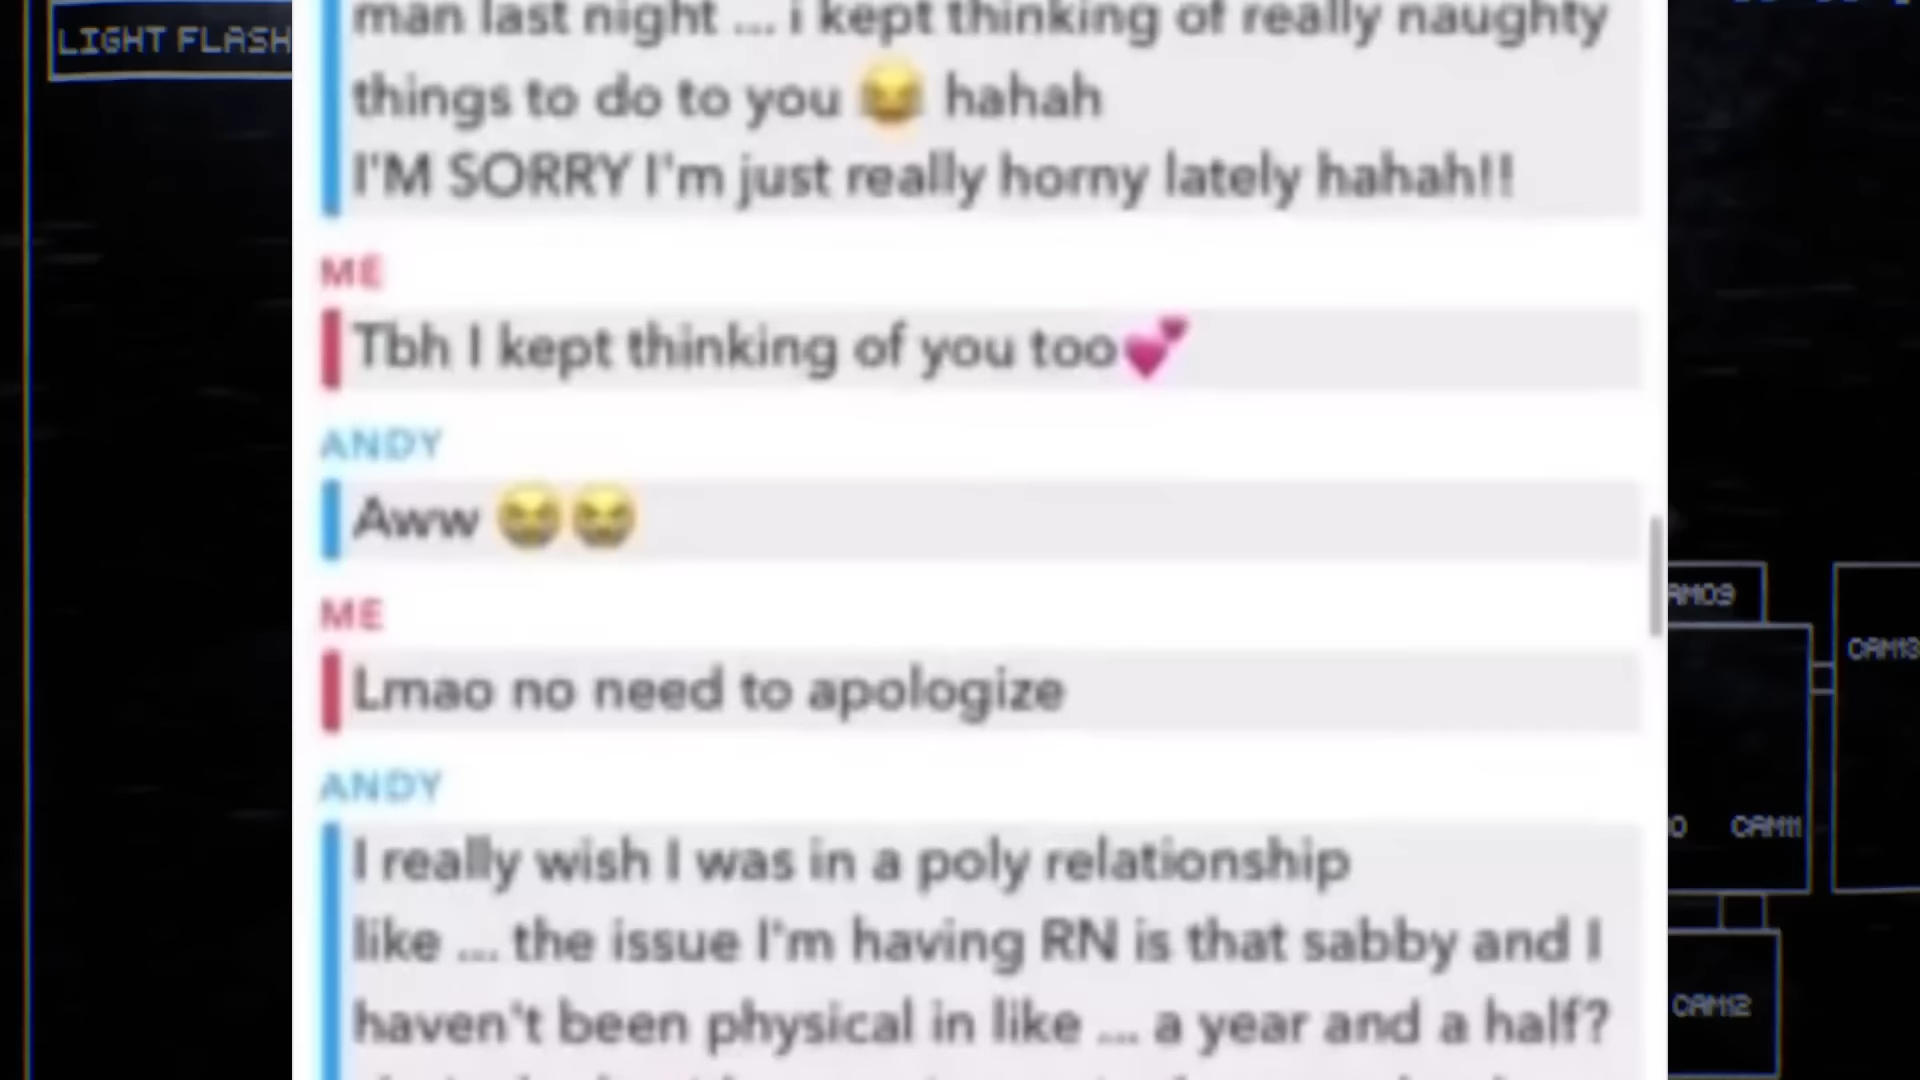 LIGHT FLASH
man last night ... i kept thinking of really naughty
things to do to you 😆 hahah
I'M SORRY I'm just really horny lately hahah!!
ME
Tbh I kept thinking of you too💕
ANDY
Aww 😆😆
ME
Lmao no need to apologize
ANDY
I really wish I was in a poly relationship
like ... the issue I'm having RN is that sabby and I
haven't been physical in like ... a year and a half?
AM09
CAM13
0
CAM11
CAM12